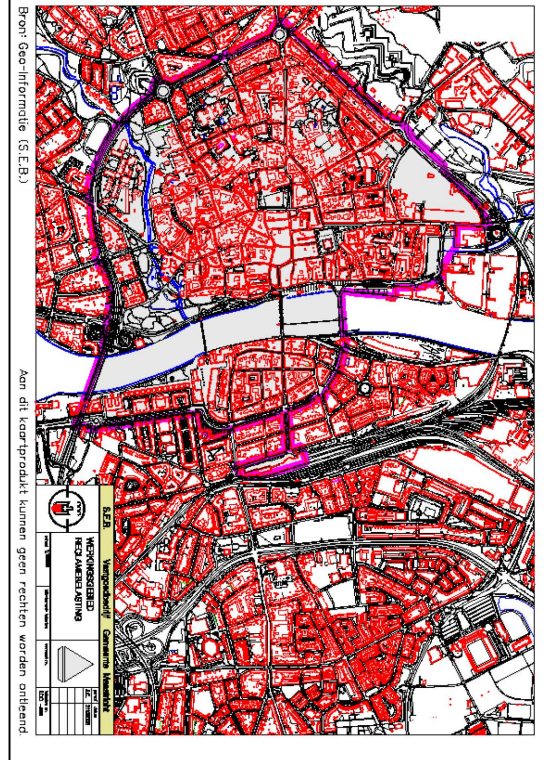 S.E.B. Vastgoedbedrijf Gemeente Maastricht
WERKINGSGEBIED
RECLAMEBELASTING
Bron: Geo-Informatie (S.E.B.)
Aan dit kaartprodukt kunnen geen rechten worden ontleend.